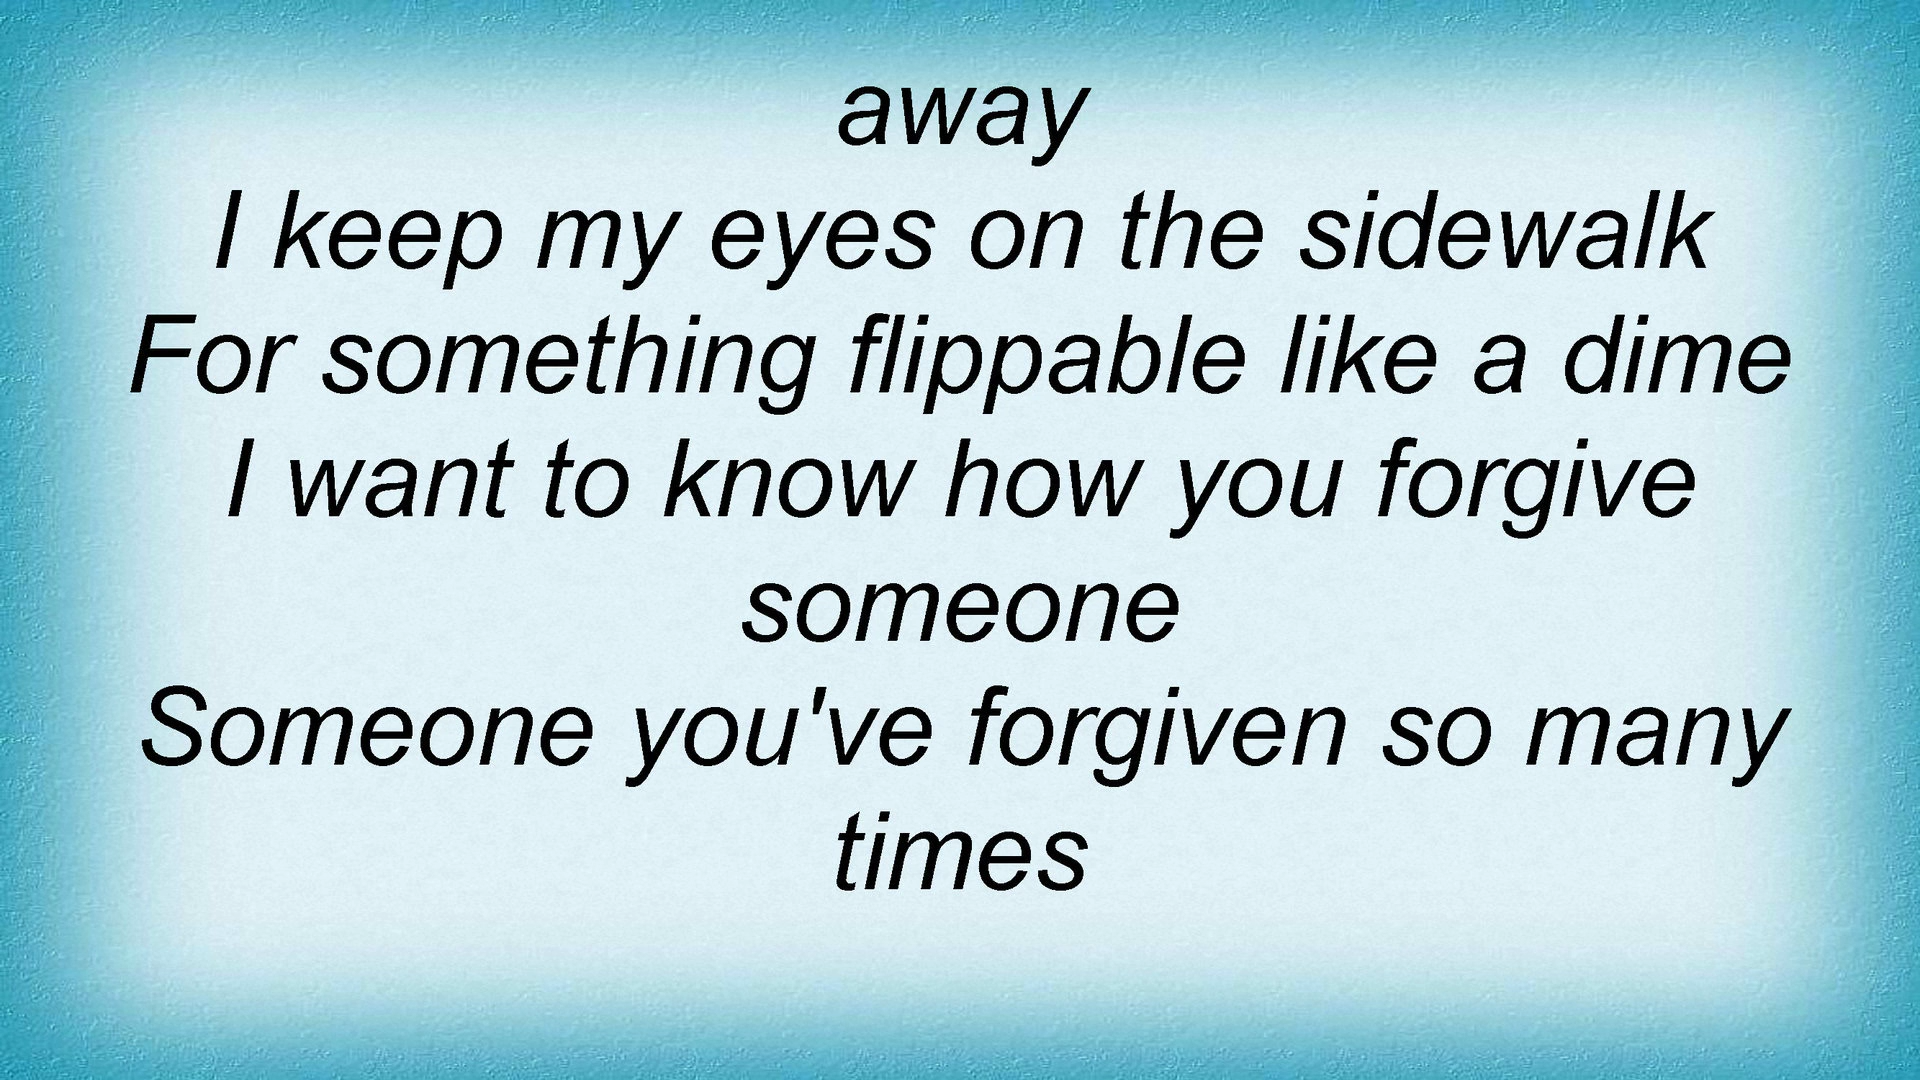 away
I keep my eyes on the sidewalk
For something flippable like a dime
I want to know how you forgive
someone
Someone you've forgiven so many
times